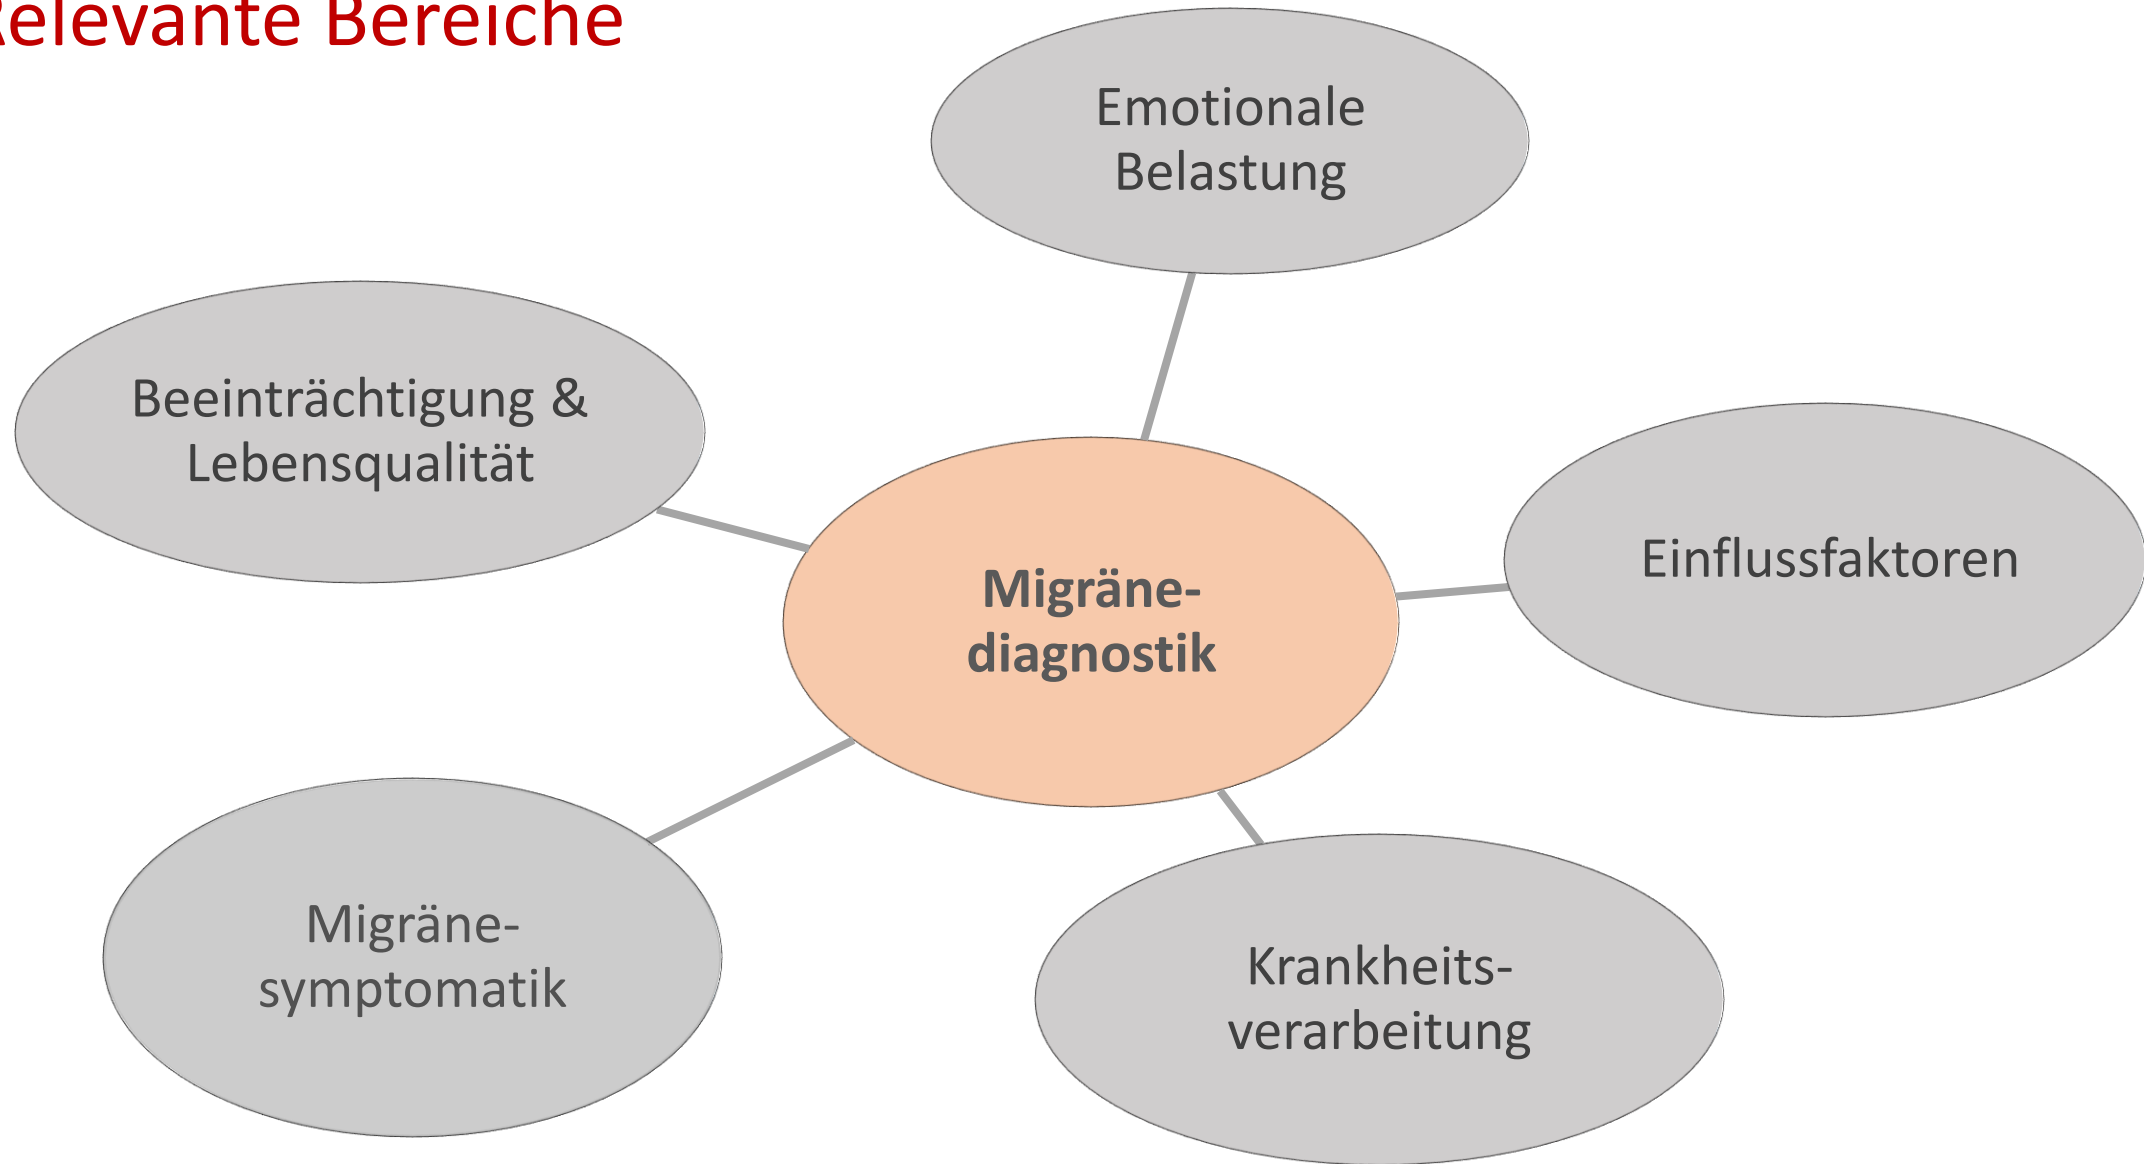 Relevante Bereiche
Emotionale
Belastung
Beeinträchtigung &
Lebensqualität
Einflussfaktoren
Migräne-
diagnostik
Migräne-
symptomatik
Krankheits-
verarbeitung